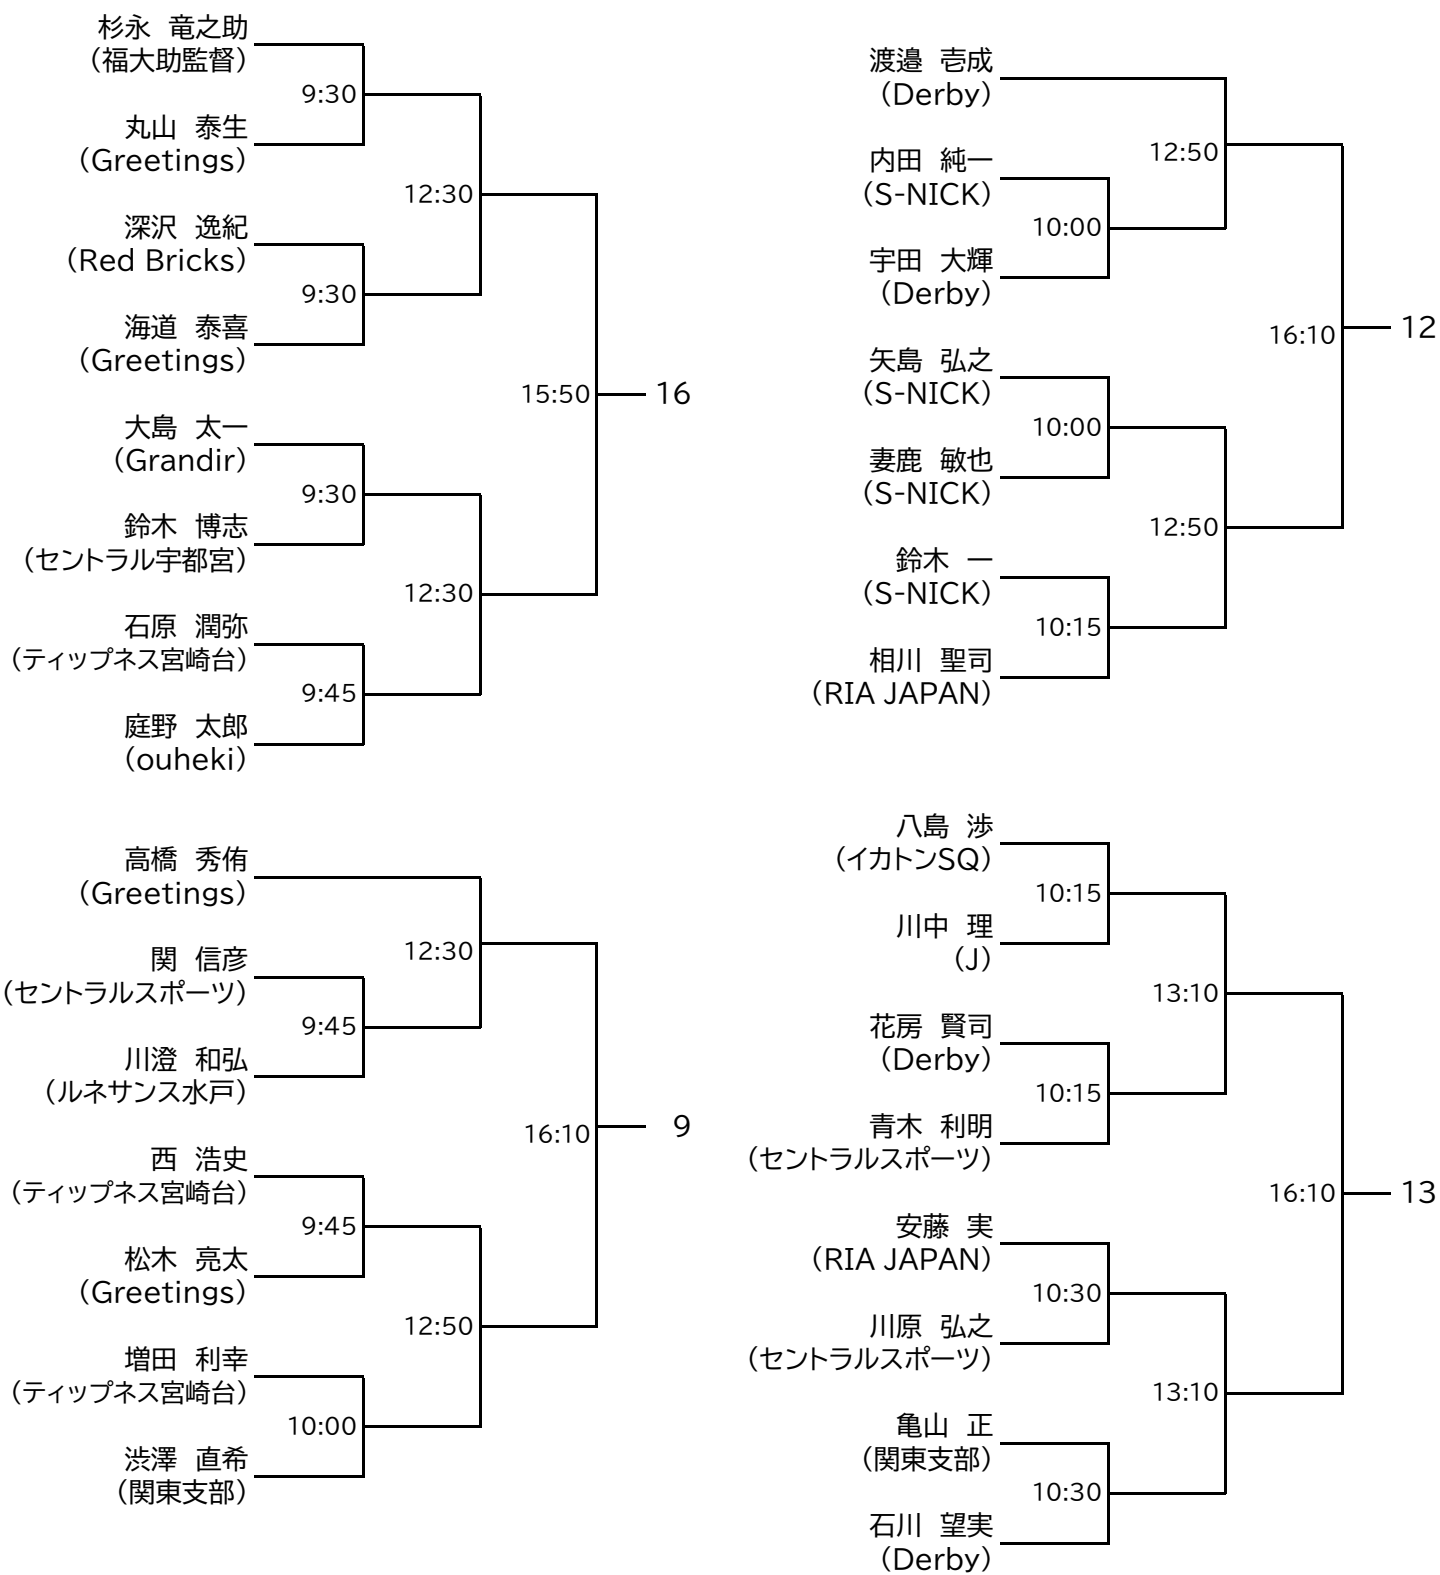 杉永 竜之助
(福大助監督)
9:30
丸山 泰生
(Greetings)
12:30
深沢 逸紀
(Red Bricks)
9:30
海道 泰喜
(Greetings)
15:50
16
大島 太一
(Grandir)
9:30
鈴木 博志
(セントラル宇都宮)
12:30
石原 潤弥
(ティップネス宮崎台)
9:45
庭野 太郎
(ouheki)
高橋 秀侑
(Greetings)
12:30
関 信彦
(セントラルスポーツ)
9:45
川澄 和弘
(ルネサンス水戸)
16:10
9
西 浩史
(ティップネス宮崎台)
9:45
松木 亮太
(Greetings)
12:50
増田 利幸
(ティップネス宮崎台)
10:00
渋澤 直希
(関東支部)
渡邉 壱成
(Derby)
12:50
内田 純一
(S-NICK)
10:00
宇田 大輝
(Derby)
16:10
12
矢島 弘之
(S-NICK)
10:00
妻鹿 敏也
(S-NICK)
12:50
鈴木 一
(S-NICK)
10:15
相川 聖司
(RIA JAPAN)
八島 渉
(イカトンSQ)
10:15
川中 理
(J)
13:10
花房 賢司
(Derby)
10:15
青木 利明
(セントラルスポーツ)
16:10
13
安藤 実
(RIA JAPAN)
10:30
川原 弘之
(セントラルスポーツ)
13:10
亀山 正
(関東支部)
10:30
石川 望実
(Derby)